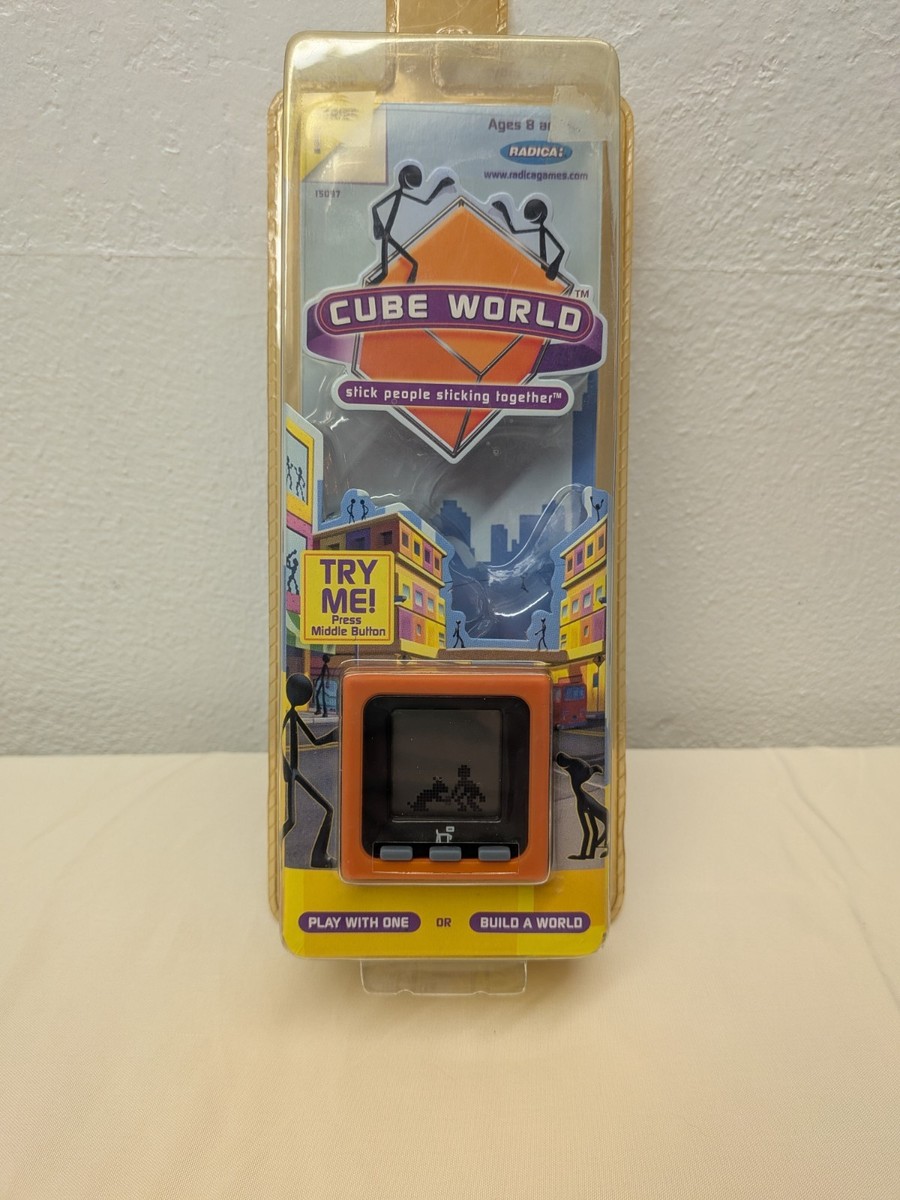 Ages 8 a
RADICA:
www.radicagames.com
CUBE WORLD™
stick people sticking together™
TRY
ME!
Press
Middle Button
PLAY WITH ONE OR BUILD A WORLD